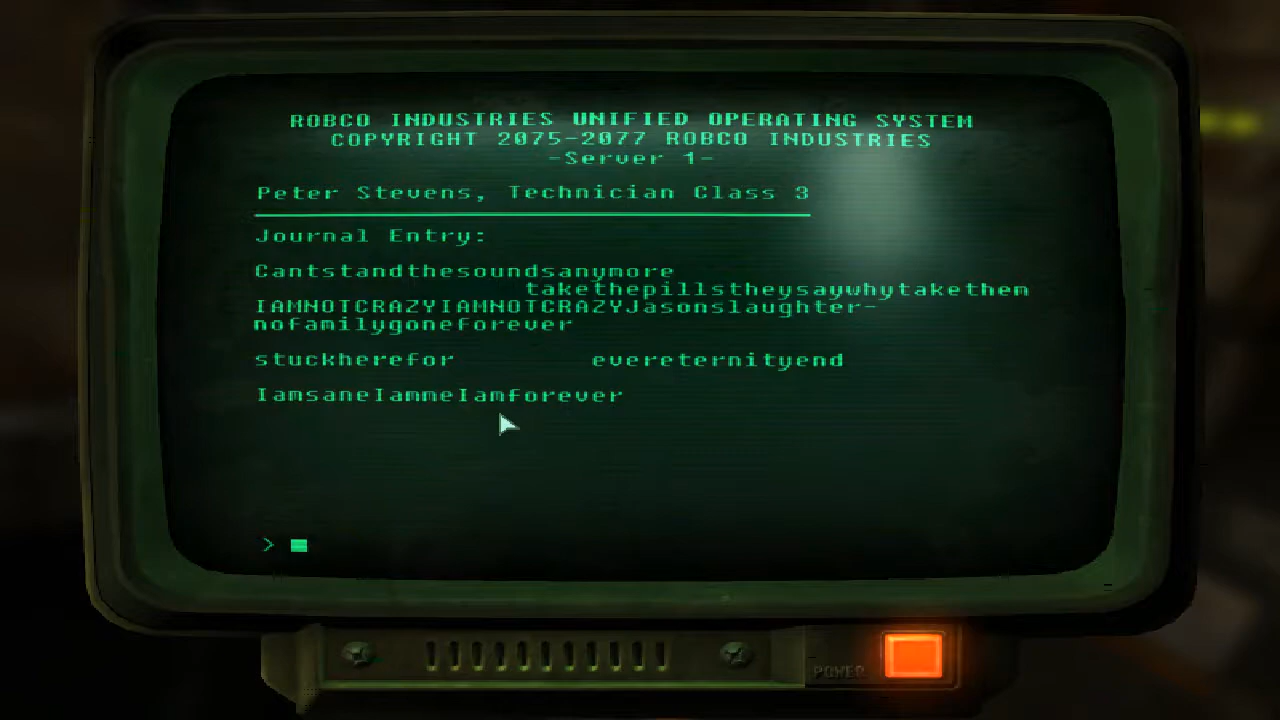 ROBCO INDUSTRIES UNIFIED OPERATING SYSTEM
COPYRIGHT 2075-2077 ROBCO INDUSTRIES
-Server 1-
Peter Stevens, Technician Class 3
Journal Entry:
Cantstandthesoundsanymore
takethepillstheysaywhytakethem
IAMNOTCRAZYIAMNOTCRAZYJasonslaughter-
nofamilygoneforever
stuckherefor evereternityend
IamsaneIammeIamforever
>
POWER